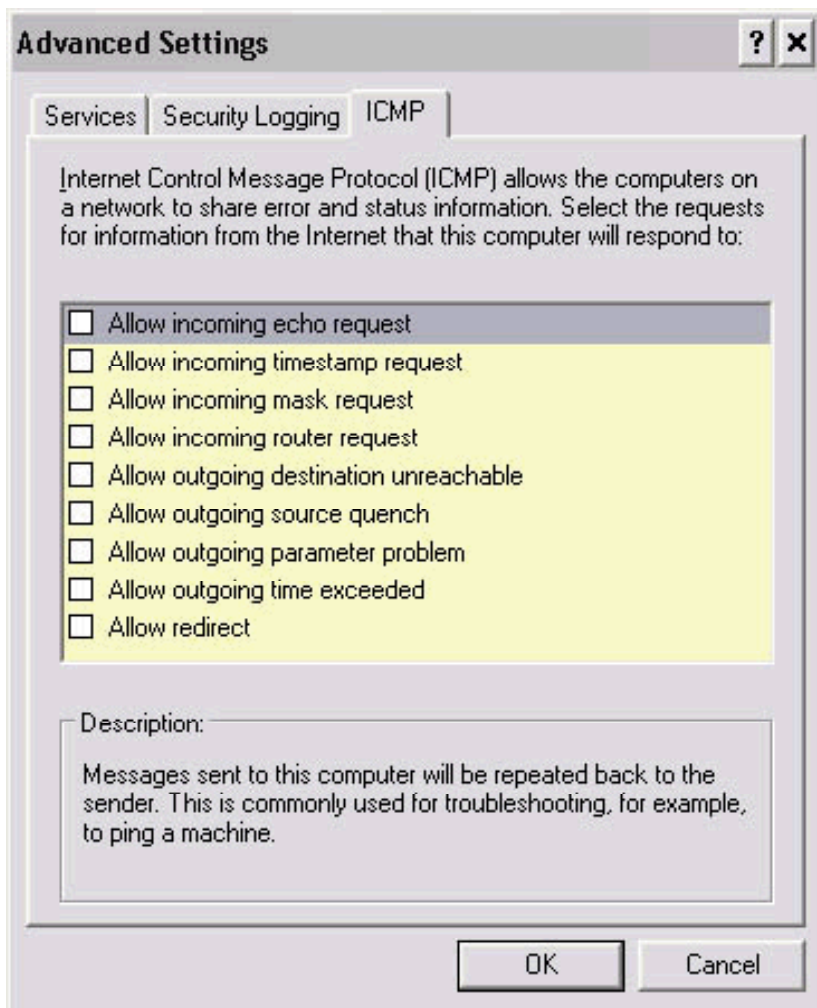 Advanced Settings
? ×
Services
Security Logging
ICMP
Internet Control Message Protocol (ICMP) allows the computers on
a network to share error and status information. Select the requests
for information from the Internet that this computer will respond to:
Allow incoming echo request
Allow incoming timestamp request
Allow incoming mask request
Allow incoming router request
Allow outgoing destination unreachable
Allow outgoing source quench
Allow outgoing parameter problem
Allow outgoing time exceeded
Allow redirect
Description:
Messages sent to this computer will be repeated back to the
sender. This is commonly used for troubleshooting, for example,
to ping a machine.
OK
Cancel